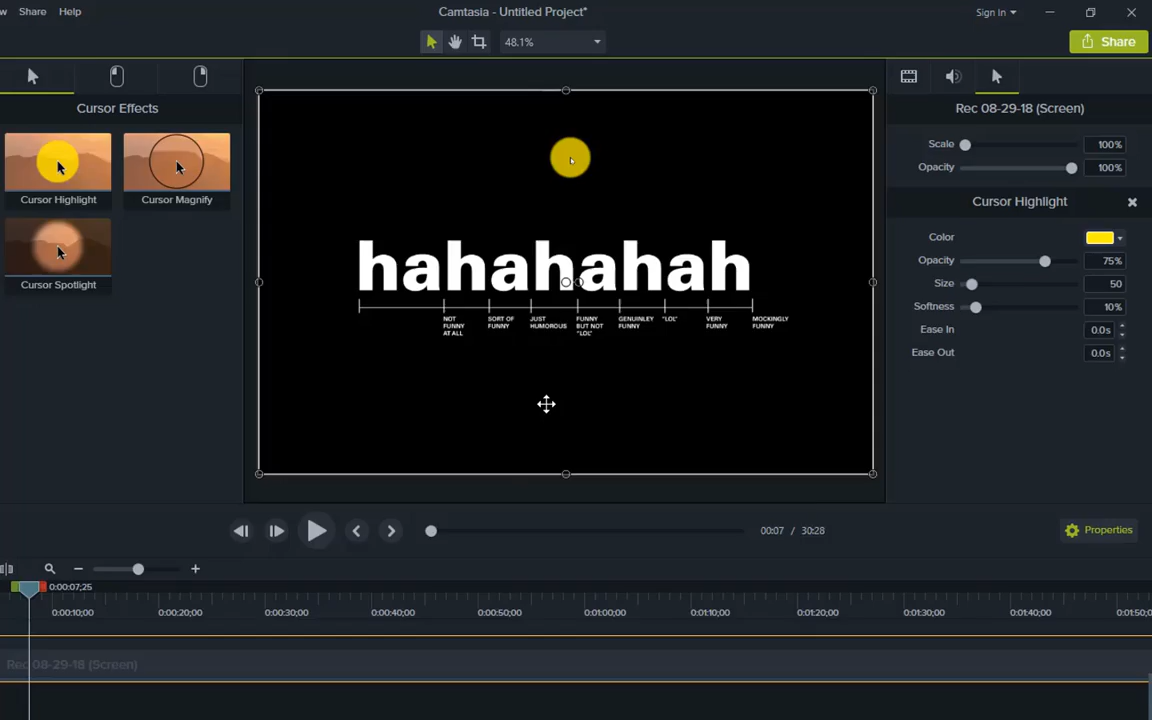 w Share Help
Camtasia - Untitled Project*
Sign In
48.1%
Share
Cursor Effects
Cursor Highlight
Cursor Magnify
Cursor Spotlight
hahahahah
NOT
FUNNY
AT ALL
SORT OF
FUNNY
JUST
HUMOROUS
FUNNY
BUT NOT
"LOL"
GENUINLEY
FUNNY
"LOL"
VERY
FUNNY
MOCKINGLY
FUNNY
Rec 08-29-18 (Screen)
Scale 100%
Opacity 100%
Cursor Highlight
Color
Opacity 75%
Size 50
Softness 10%
Ease In 0.0s
Ease Out 0.0s
00:07 / 30:28
Properties
0:00:07;25
0:00:10;00 0:00:20;00 0:00:30;00 0:00:40;00 0:00:50;00 0:01:00;00 0:01:10;00 0:01:20;00 0:01:30;00 0:01:40;00 0:01:50;0
Rec 08-29-18 (Screen)